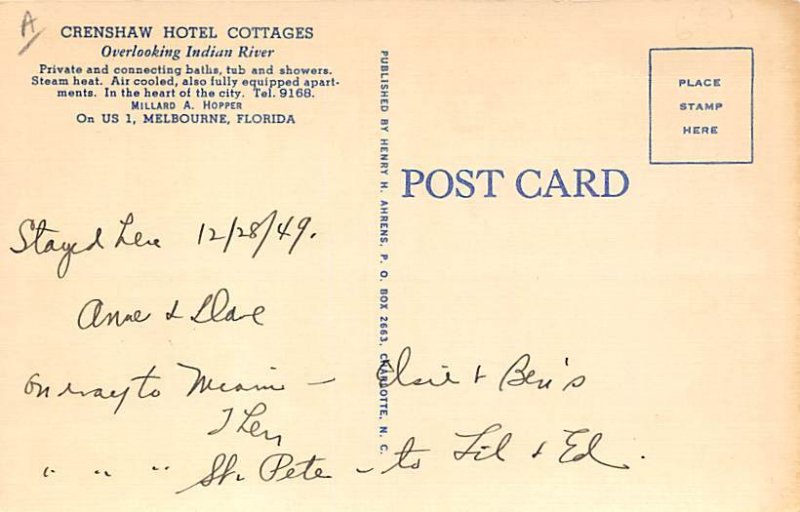 A
CRENSHAW HOTEL COTTAGES
Overlooking Indian River
Private and connecting baths, tub and showers.
Steam heat. Air cooled, also fully equipped apart-
ments. In the heart of the city. Tel. 9168.
MILLARD A. HOPPER
On US 1, MELBOURNE, FLORIDA
PUBLISHED BY HENRY H. AHRENS, P. O. BOX 2663, CHARLOTTE, N. C.
PLACE
STAMP
HERE
POST CARD
Stayed here 12/28/49.
Anne & Dave
on way to Miami – Elsie & Ben's
Then
" " " St. Pete – to Lil & Ed.